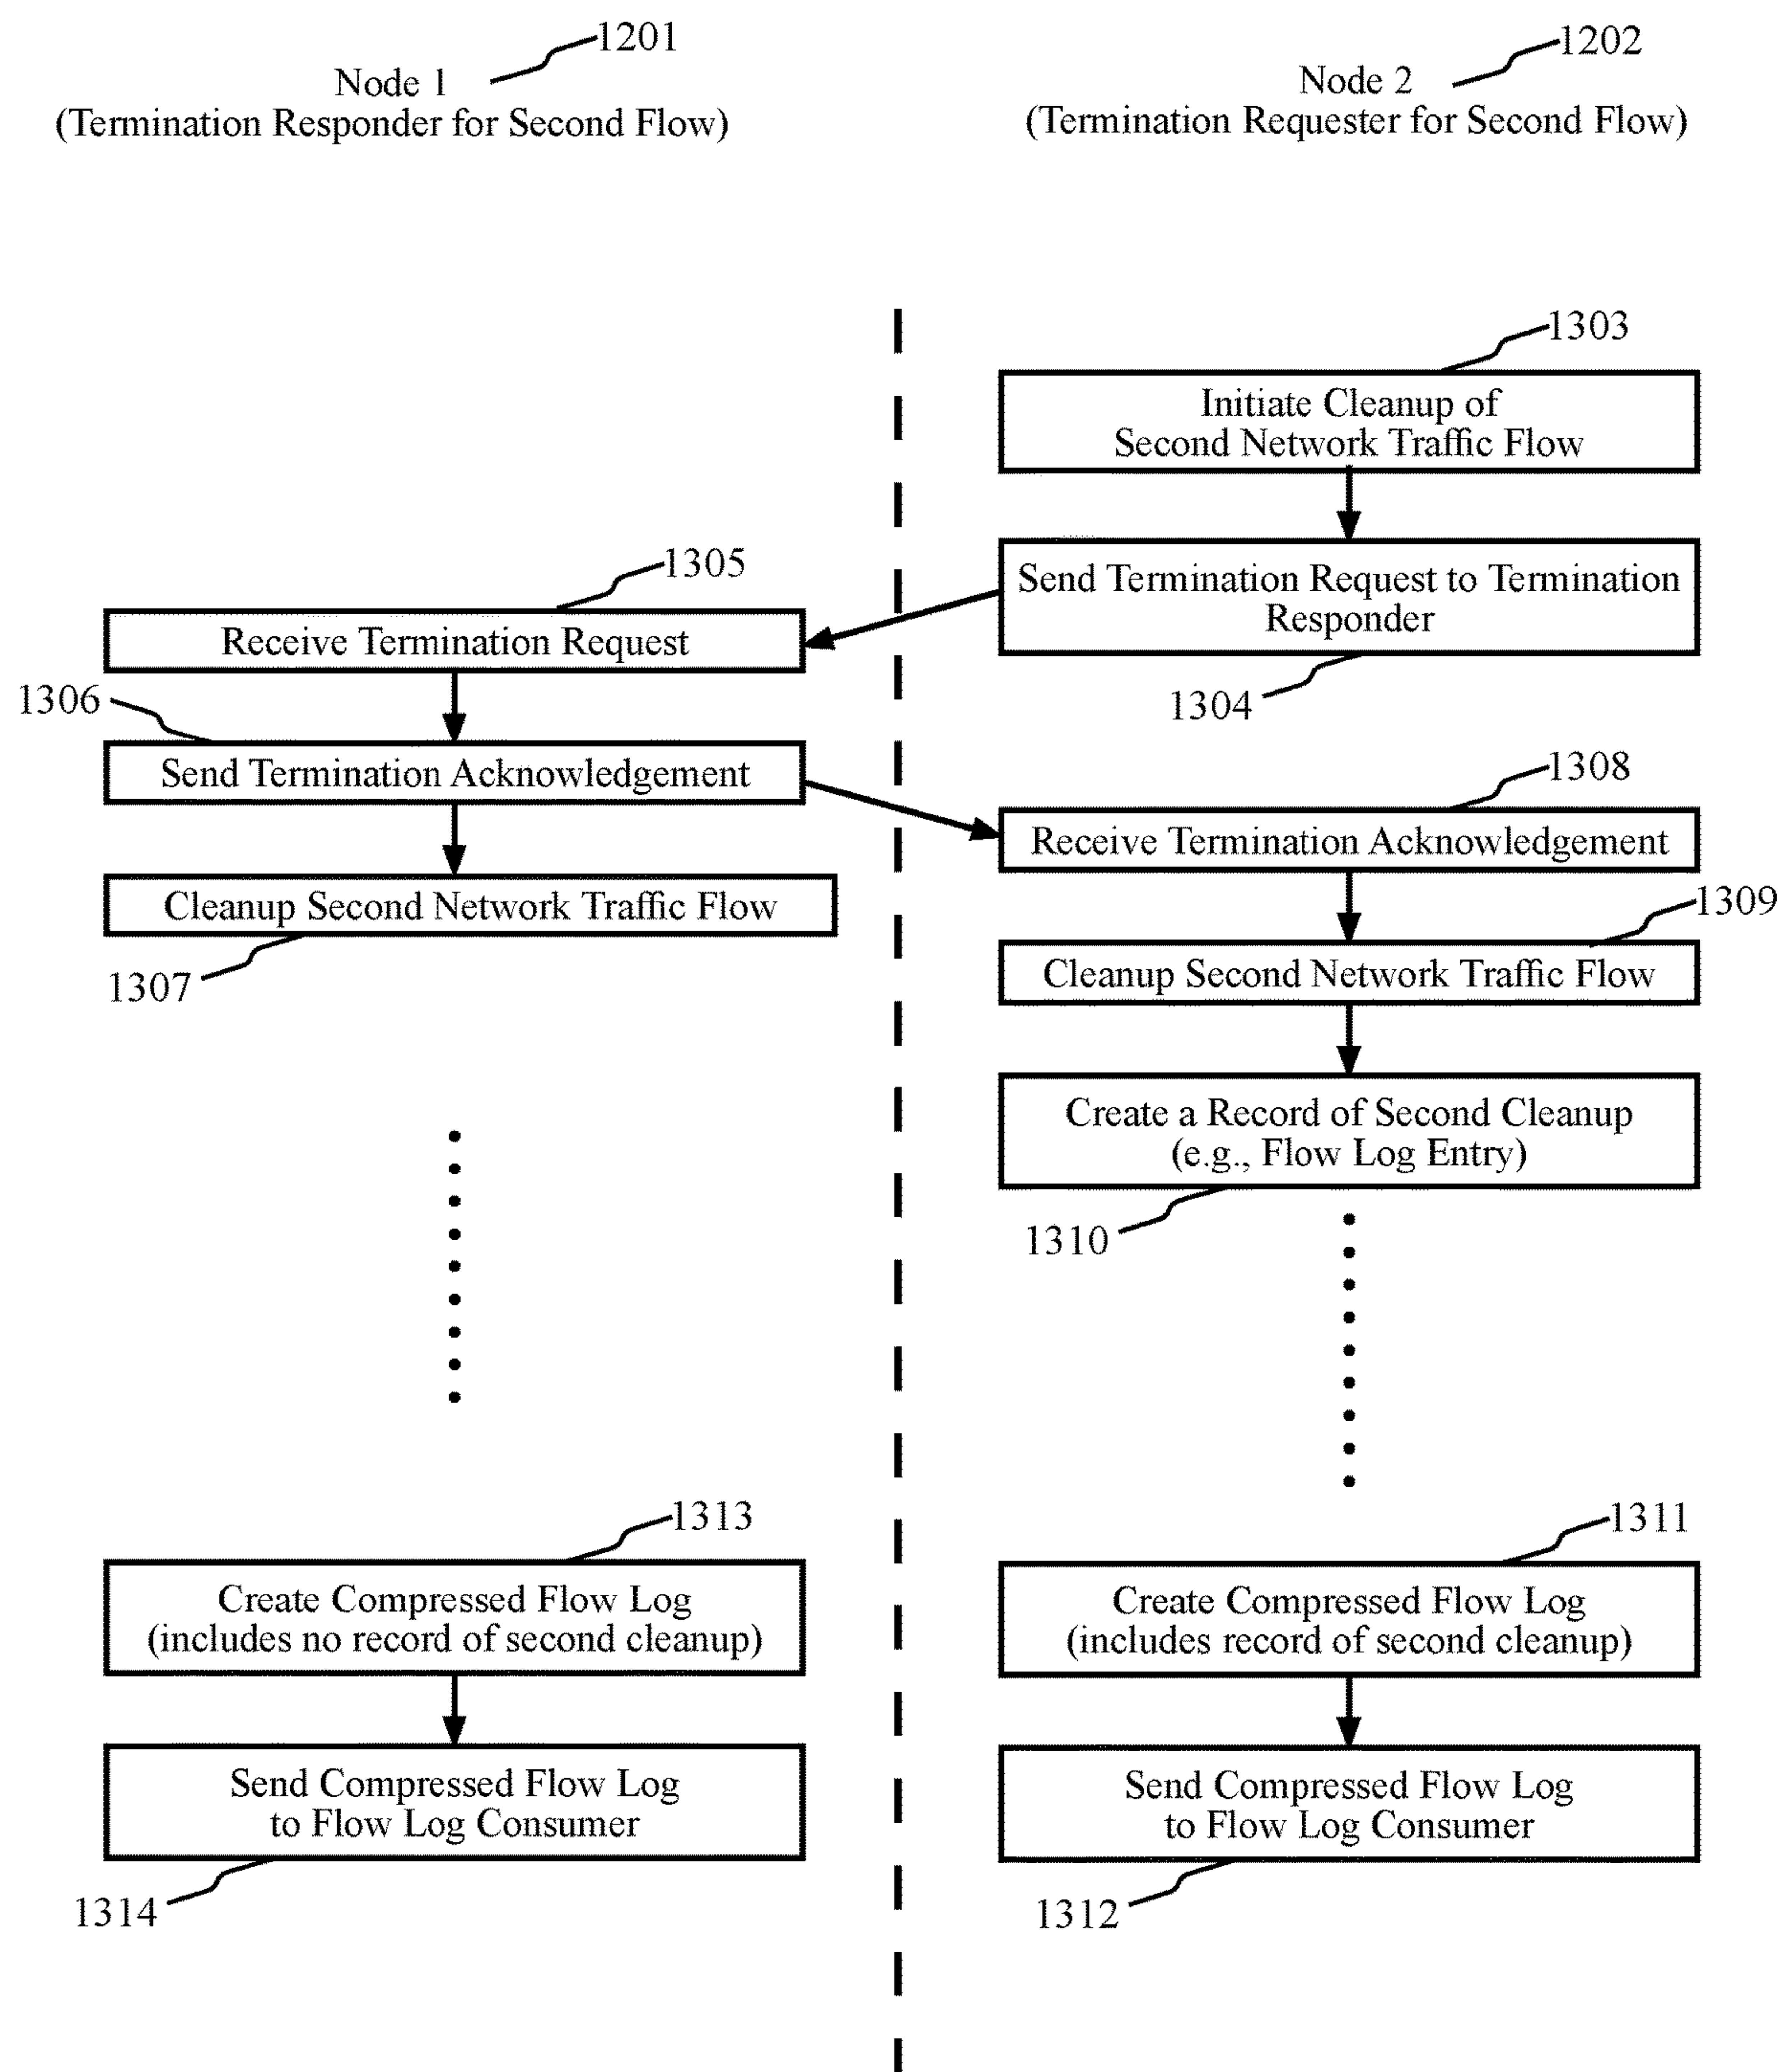 1201
Node 1
(Termination Responder for Second Flow)
1202
Node 2
(Termination Requester for Second Flow)
1303
Initiate Cleanup of
Second Network Traffic Flow
Send Termination Request to Termination
Responder
1304
1305
Receive Termination Request
1306
Send Termination Acknowledgement
Cleanup Second Network Traffic Flow
1307
1308
Receive Termination Acknowledgement
1309
Cleanup Second Network Traffic Flow
Create a Record of Second Cleanup
(e.g., Flow Log Entry)
1310
1313
Create Compressed Flow Log
(includes no record of second cleanup)
Send Compressed Flow Log
to Flow Log Consumer
1314
1311
Create Compressed Flow Log
(includes record of second cleanup)
Send Compressed Flow Log
to Flow Log Consumer
1312